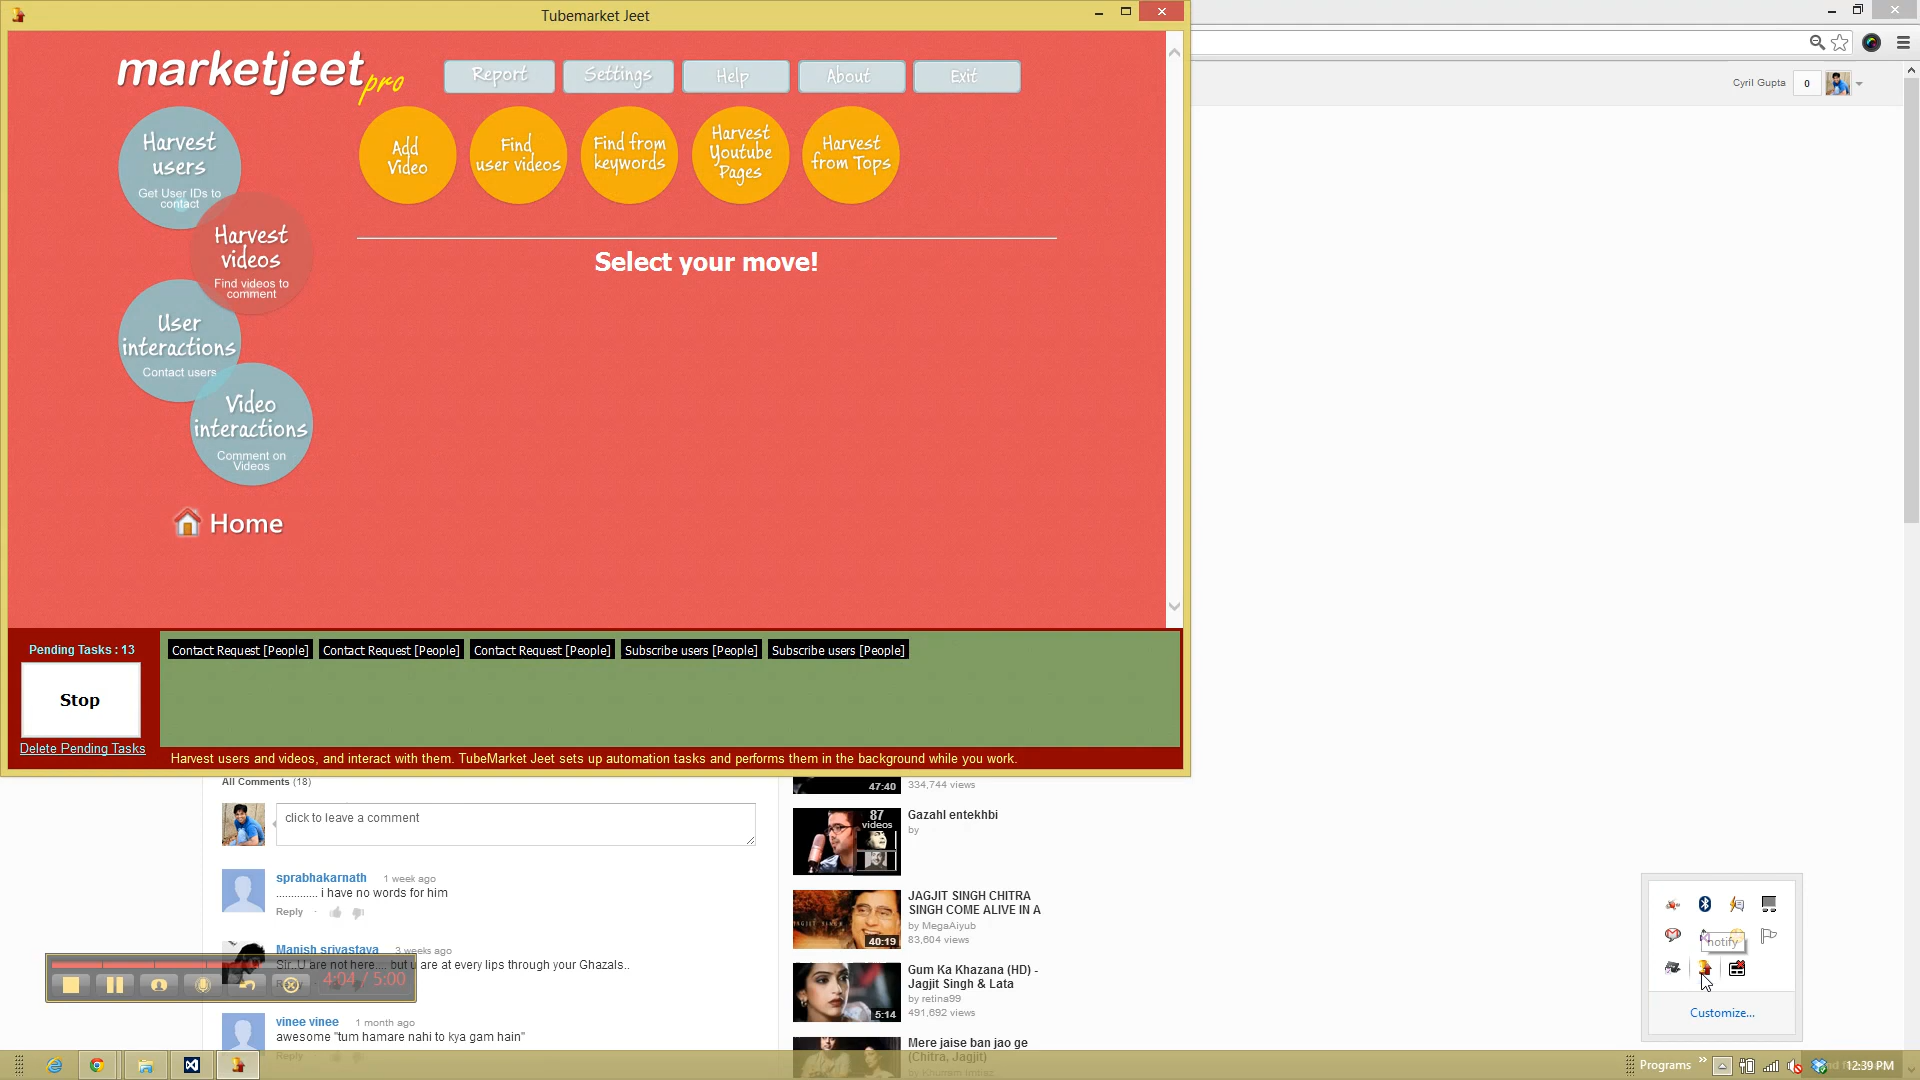 Tubemarket Jeet
marketjeet pro
Report
Settings
Help
About
Exit
Harvest
users
Get User IDs to
contact
Harvest
videos
Find videos to
comment
User
interactions
Contact users
Video
interactions
Comment on
Videos
Home
Add
Video
Find
user videos
Find from
keywords
Harvest
Youtube
Pages
Harvest
from Tops
Select your move!
Cyril Gupta
0
Pending Tasks : 13
Stop
Delete Pending Tasks
Contact Request [People]
Contact Request [People]
Contact Request [People]
Subscribe users [People]
Subscribe users [People]
Harvest users and videos, and interact with them. TubeMarket Jeet sets up automation tasks and performs them in the background while you work.
All Comments (18)
click to leave a comment
sprabhakarnath 1 week ago
.............. i have no words for him
Reply
Manish srivastava 3 weeks ago
Sir..U are not here.... but u are at every lips through your Ghazals..
4:04 / 5:00
vinee vinee 1 month ago
awesome "tum hamare nahi to kya gam hain"
Reply
47:40
334,744 views
87
videos
Gazahl entekhbi
by
40:19
JAGJIT SINGH CHITRA
SINGH COME ALIVE IN A
by MegaAiyub
83,604 views
5:14
Gum Ka Khazana (HD) -
Jagjit Singh & Lata
by retina99
491,692 views
Mere jaise ban jao ge
(Chitra, Jagjit)
notify
Customize...
Programs
12:39 PM